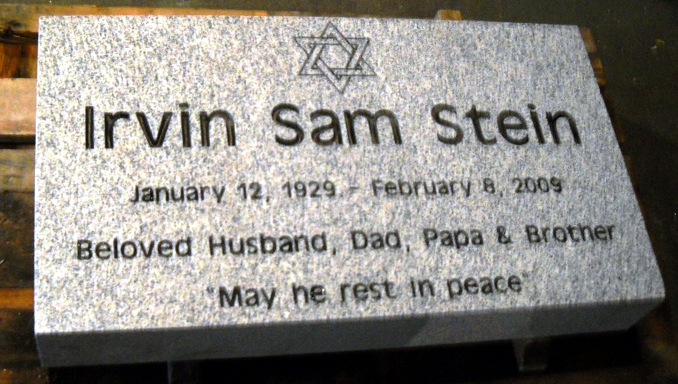 Irvin Sam Stein
January 12, 1929 - February 8, 2009
Beloved Husband, Dad, Papa & Brother
"May he rest in peace"